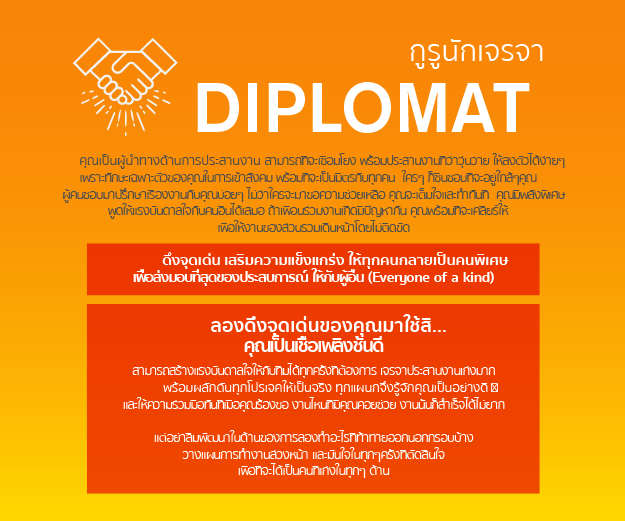 กูรูนักเจรจา
DIPLOMAT
คุณเป็นผู้นำทางด้านการประสานงาน สามารถที่จะเชื่อมโยง พร้อมประสานงานที่ว่าวุ่นวาย ให้ลงตัวได้ง่ายๆ
เพราะทักษะเฉพาะตัวของคุณในการเข้าสังคม พร้อมที่จะเป็นมิตรกับทุกคน ใครๆ ก็ชื่นชอบที่จะอยู่ใกล้ๆคุณ
ผู้คนชอบมาปรึกษาเรื่องงานกับคุณบ่อยๆ ไม่ว่าใครจะมาขอความช่วยเหลือ คุณจะเต็มใจและทำทันที คุณมีพลังพิเศษ
พูดให้แรงบันดาลใจกับคนอื่นได้เสมอ ถ้าเพื่อนร่วมงานเกิดมีปัญหากัน คุณพร้อมที่จะเคลียร์ให้
เพื่อให้งานของส่วนรวมเดินหน้าโดยไม่ติดขัด
ดึงจุดเด่น เสริมความแข็งแกร่ง ให้ทุกคนกลายเป็นคนพิเศษ
เพื่อส่งมอบที่สุดของประสบการณ์ ให้กับผู้อื่น (Everyone of a kind)
ลองดึงจุดเด่นของคุณมาใช้สิ...
คุณเป็นเชื้อเพลิงชั้นดี
สามารถสร้างแรงบันดาลใจให้กับทีมได้ทุกครั้งที่ต้องการ เจรจาประสานงานเก่งมาก
พร้อมผลักดันทุกโปรเจคให้เป็นจริง ทุกแผนกจึงรู้จักคุณเป็นอย่างดี
และให้ความร่วมมือทันทีเมื่อคุณร้องขอ งานไหนที่มีคุณคอยช่วย งานนั้นก็สำเร็จได้ไม่ยาก
แต่อย่าลืมพัฒนาในด้านของการลองทำอะไรที่ท้าทายออกนอกกรอบบ้าง
วางแผนการทำงานล่วงหน้า และมั่นใจในทุกๆครั้งที่ตัดสินใจ
เพื่อที่จะได้เป็นคนที่เก่งในทุกๆ ด้าน